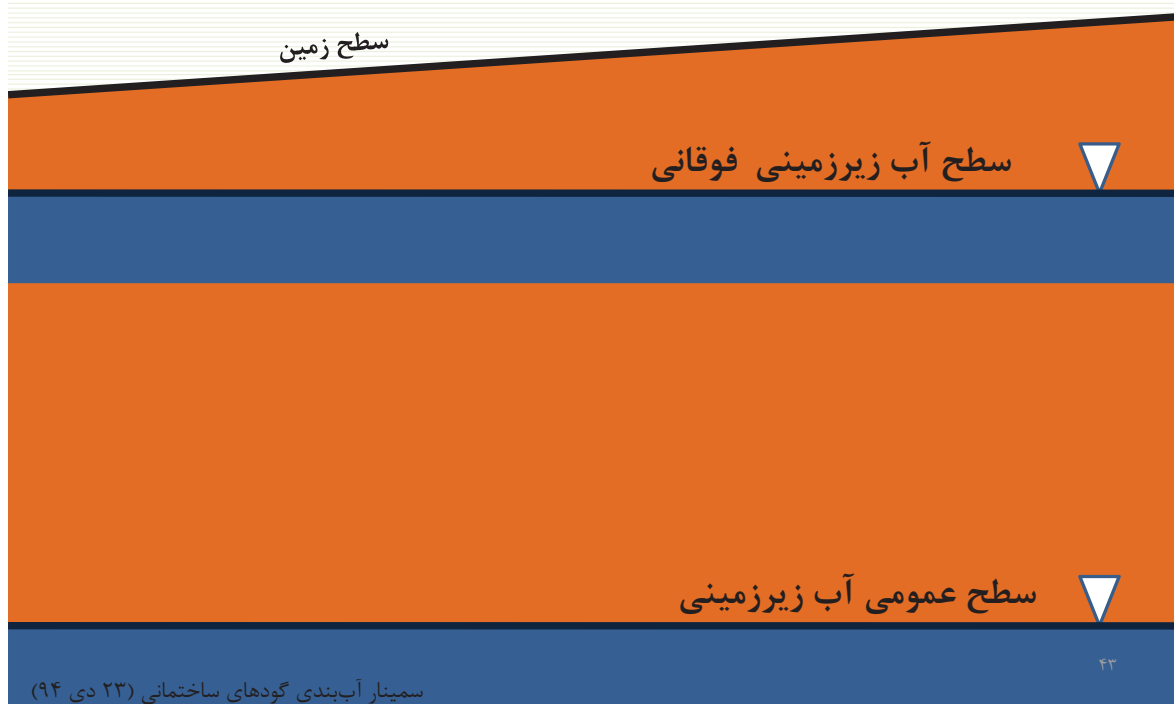 سطح زمین
سطح آب زیرزمینی فوقانی
سطح عمومی آب زیرزمینی
۴۳
سمینار آب‌بندی گودهای ساختمانی (۲۳ دی ۹۴)